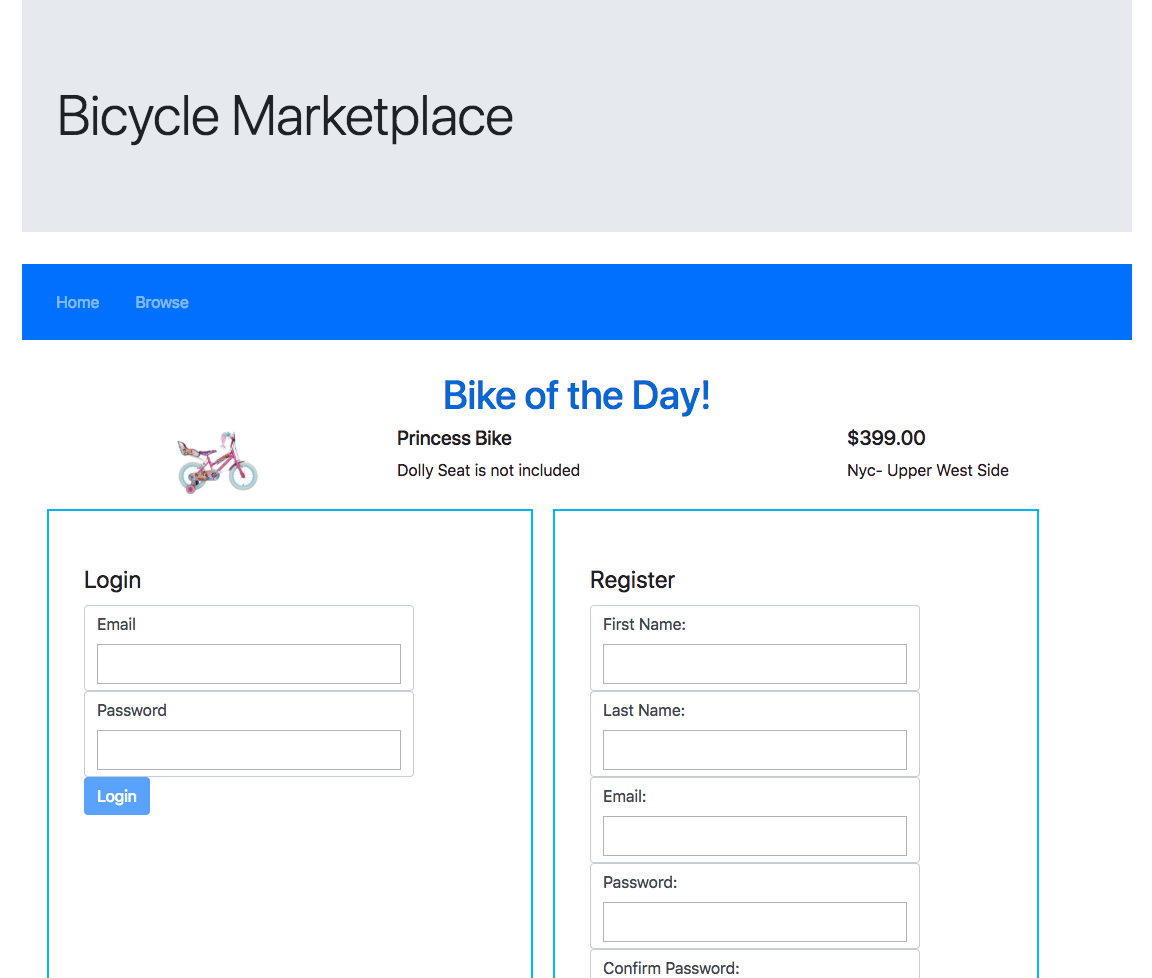 Bicycle Marketplace
Home Browse
Bike of the Day!
Princess Bike
$399.00
Dolly Seat is not included
Nyc- Upper West Side
Login
Email
Password
Login
Register
First Name:
Last Name:
Email:
Password:
Confirm Password: